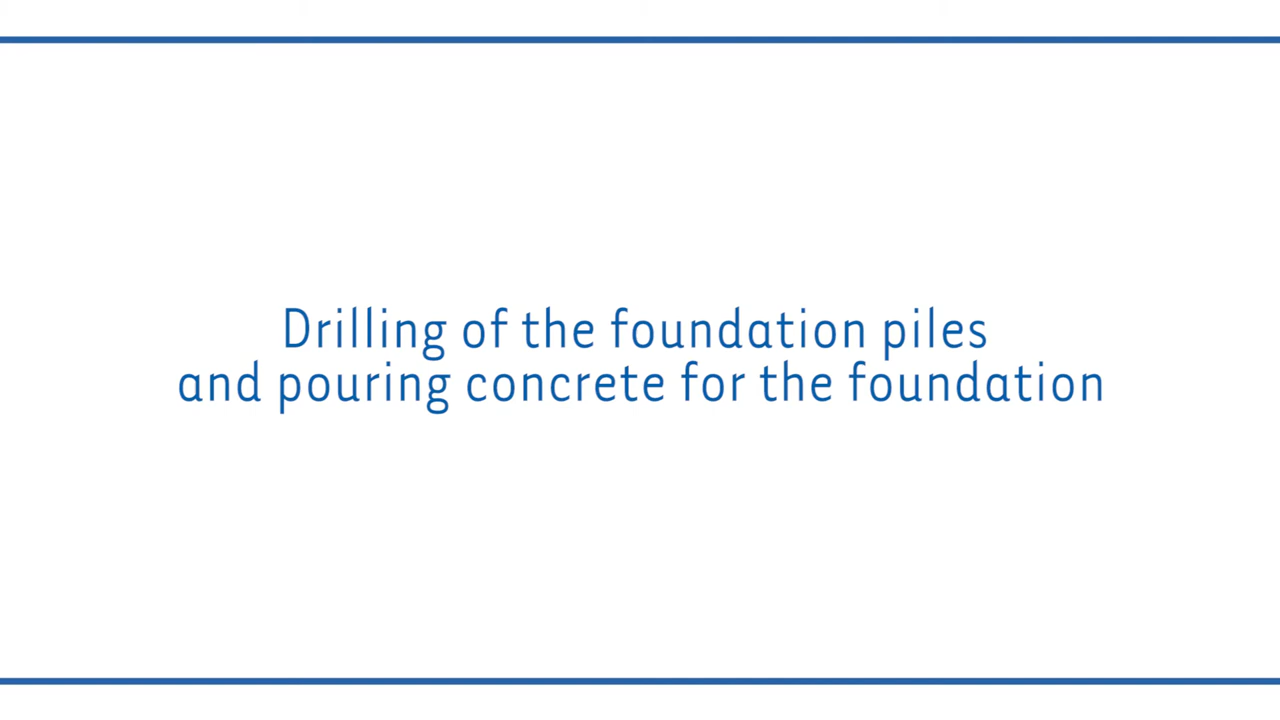 Drilling of the foundation piles
and pouring concrete for the foundation